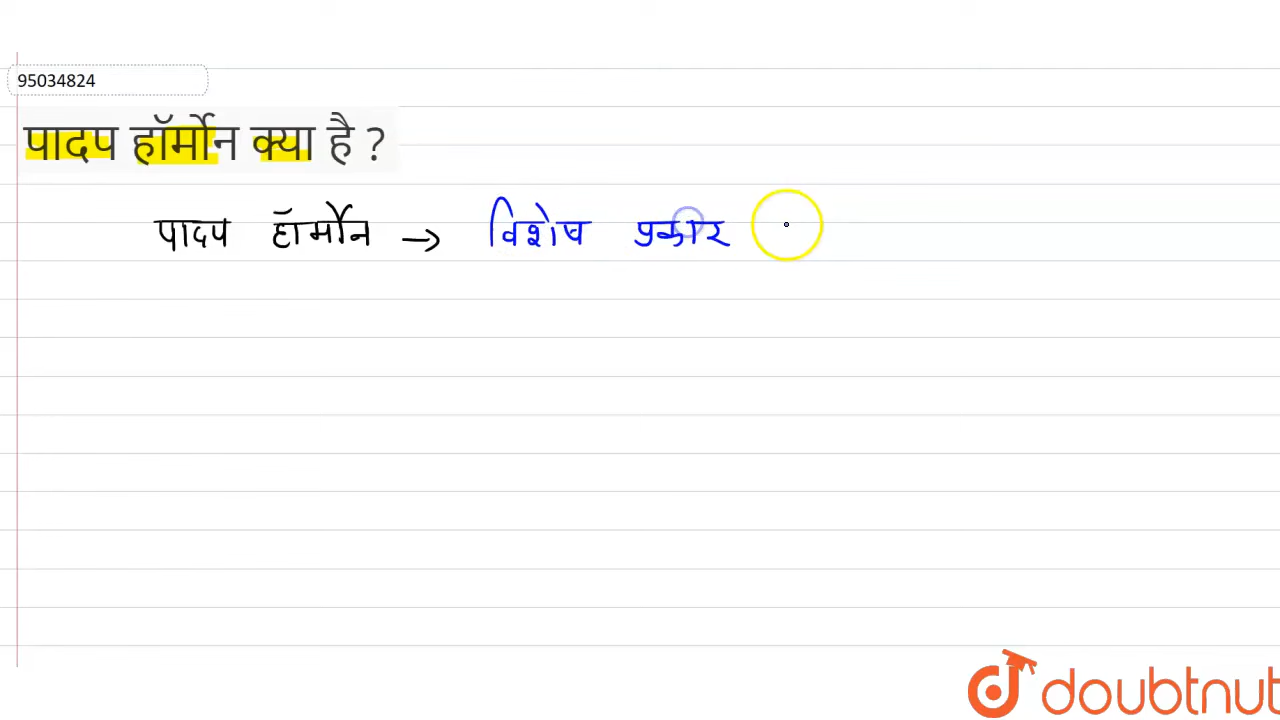 95034824
पादप हॉर्मोन क्या है ?
पादप हॉर्मोन → विशेष प्रकार
doubtnut